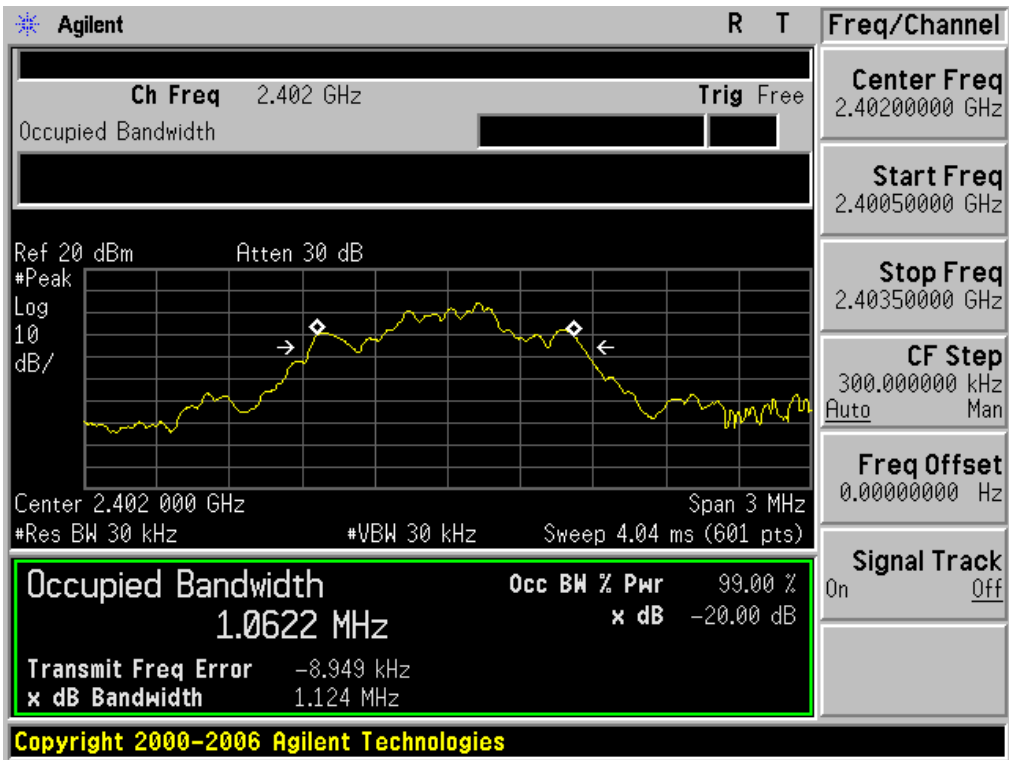 Agilent R T
Ch Freq 2.402 GHz Trig Free
Occupied Bandwidth
Ref 20 dBm Atten 30 dB
#Peak
Log
10
dB/
Center 2.402 000 GHz Span 3 MHz
#Res BW 30 kHz #VBW 30 kHz Sweep 4.04 ms (601 pts)
Occupied Bandwidth Occ BW % Pwr 99.00 %
1.0622 MHz x dB -20.00 dB
Transmit Freq Error -8.949 kHz
x dB Bandwidth 1.124 MHz
Copyright 2000-2006 Agilent Technologies
Freq/Channel
Center Freq
2.40200000 GHz
Start Freq
2.40050000 GHz
Stop Freq
2.40350000 GHz
CF Step
300.000000 kHz
Auto Man
Freq Offset
0.00000000 Hz
Signal Track
On Off